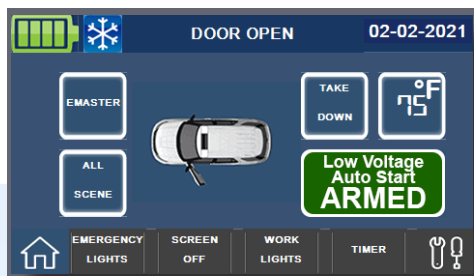 DOOR OPEN
02-02-2021
EMASTER
TAKE
DOWN
75°F
ALL
SCENE
Low Voltage
Auto Start
ARMED
EMERGENCY
LIGHTS
SCREEN
OFF
WORK
LIGHTS
TIMER